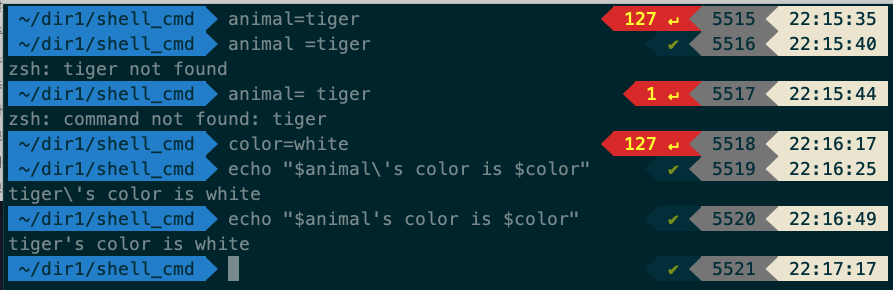 ~/dir1/shell_cmd animal=tiger 127 ↵ 5515 22:15:35
~/dir1/shell_cmd animal =tiger ✔ 5516 22:15:40
zsh: tiger not found
~/dir1/shell_cmd animal= tiger 1 ↵ 5517 22:15:44
zsh: command not found: tiger
~/dir1/shell_cmd color=white 127 ↵ 5518 22:16:17
~/dir1/shell_cmd echo "$animal\'s color is $color" ✔ 5519 22:16:25
tiger\'s color is white
~/dir1/shell_cmd echo "$animal's color is $color" ✔ 5520 22:16:49
tiger's color is white
~/dir1/shell_cmd ✔ 5521 22:17:17